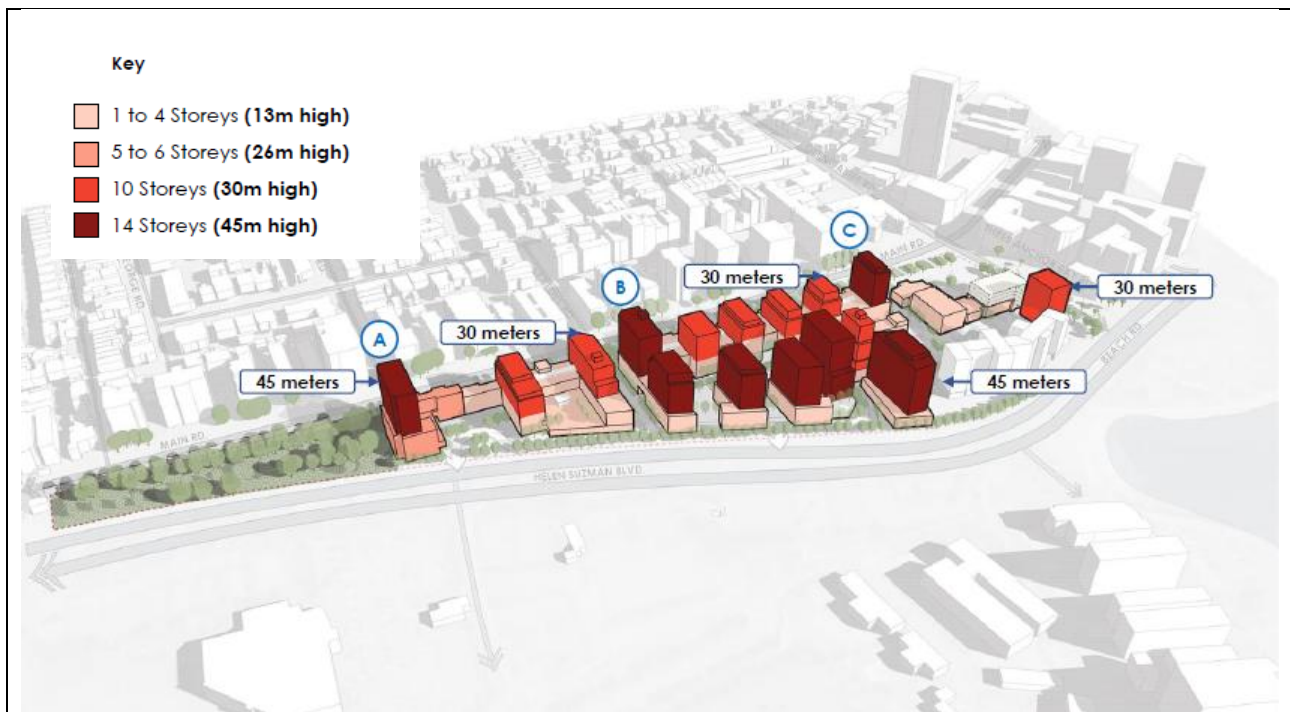 Key
1 to 4 Storeys (13m high)
5 to 6 Storeys (26m high)
10 Storeys (30m high)
14 Storeys (45m high)
C
MAIN RD
30 meters
30 meters
B
30 meters
A
45 meters
45 meters
BEACH RD
MAIN RD
HELEN SUZMAN BLVD